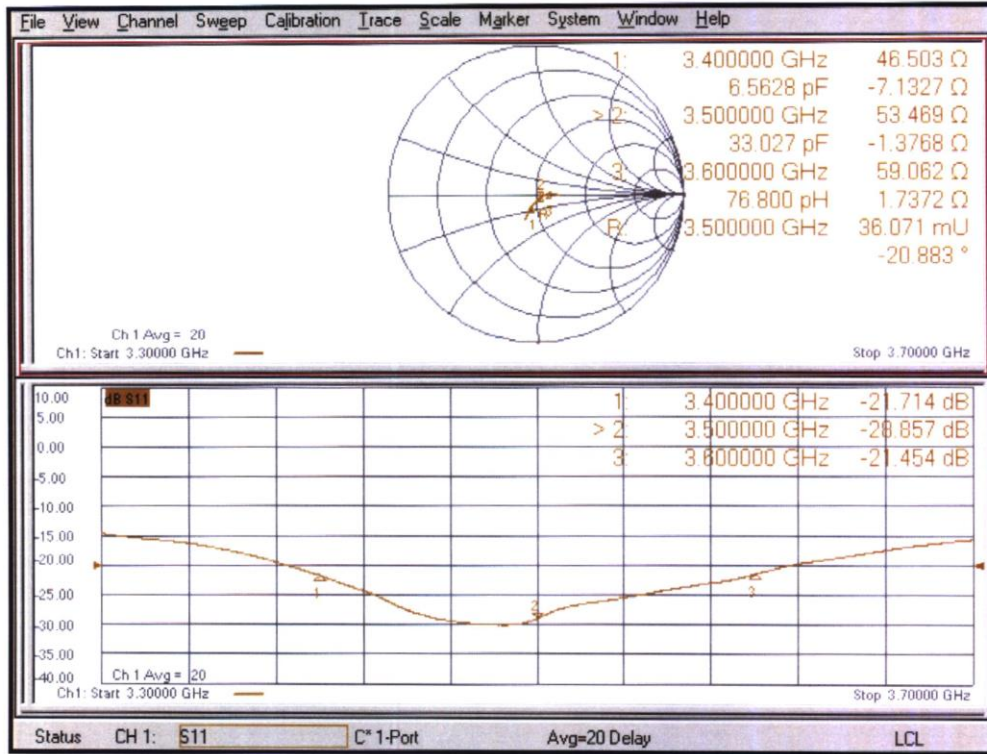 File View Channel Sweep Calibration Trace Scale Marker System Window Help
1: 3.400000 GHz 46.503 Ω
6.5628 pF -7.1327 Ω
> 2: 3.500000 GHz 53.469 Ω
33.027 pF -1.3768 Ω
3: 3.600000 GHz 59.062 Ω
76.800 pH 1.7372 Ω
R: 3.500000 GHz 36.071 mU
-20.883 °
2
1
Ch 1 Avg = 20
Ch1: Start 3.30000 GHz Stop 3.70000 GHz
10.00 dB S11
5.00
0.00
-5.00
-10.00
-15.00
-20.00
-25.00
-30.00
-35.00
-40.00
1: 3.400000 GHz -21.714 dB
> 2: 3.500000 GHz -28.857 dB
3: 3.600000 GHz -21.454 dB
1
2
3
Ch 1 Avg = 20
Ch1: Start 3.30000 GHz Stop 3.70000 GHz
Status CH 1: S11 C* 1-Port Avg=20 Delay LCL